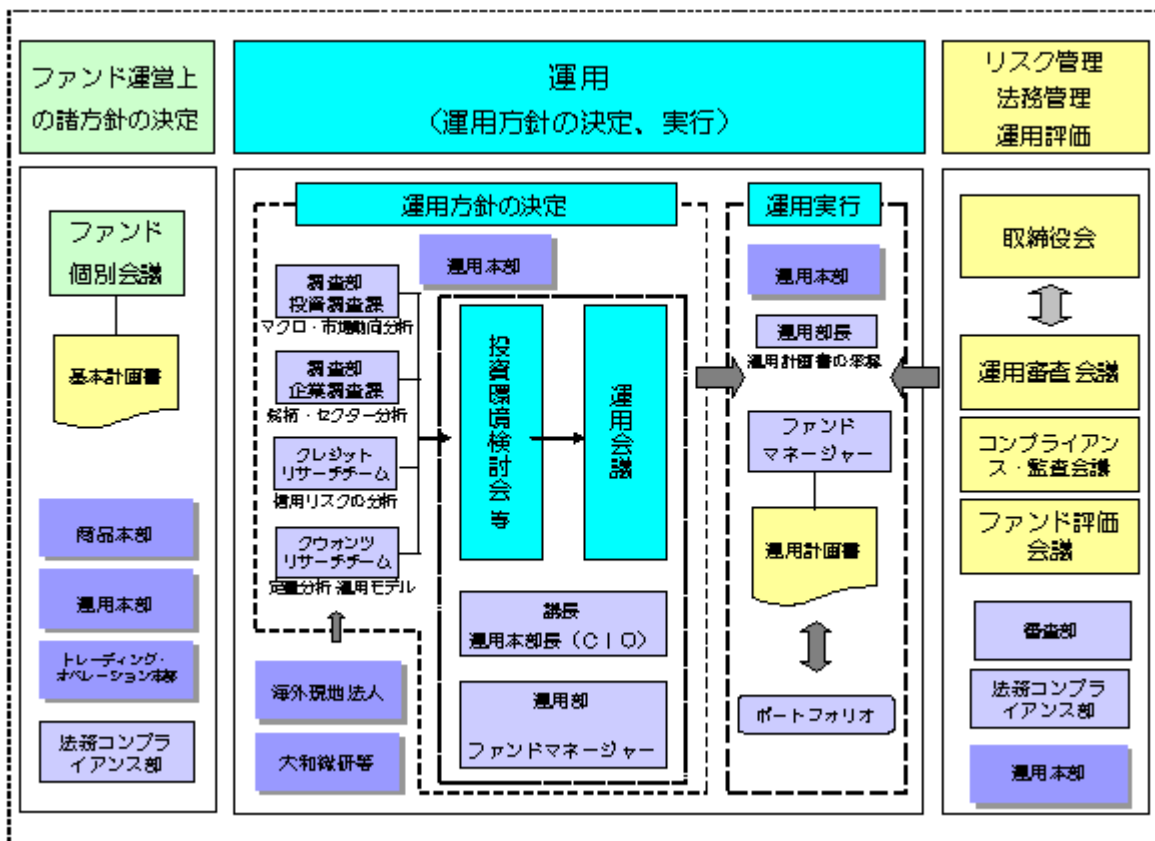 ファンド運営上
の諸方針の決定
運用
（運用方針の決定、実行）
リスク管理
法務管理
運用評価
ファンド
個別会議
基本計画書
商品本部
運用本部
トレーディング・
オペレーション本部
法務コンプラ
イアンス部
運用方針の決定
運用本部
調査部
投資調査課
マクロ・市場動向分析
調査部
企業調査課
銘柄・セクター分析
クレジット
リサーチチーム
信用リスクの分析
クウォンツ
リサーチチーム
定量分析 運用モデル
海外現地法人
大和総研等
投資環境検討会 等
運用会議
議長
運用本部長（ＣＩＯ）
運用部
ファンドマネージャー
運用実行
運用本部
運用部長
運用計画書の承認
ファンド
マネージャー
運用計画書
ポートフォリオ
取締役会
運用審査会議
コンプライアン
ス・監査会議
ファンド評価
会議
審査部
法務コンプラ
イアンス部
運用本部